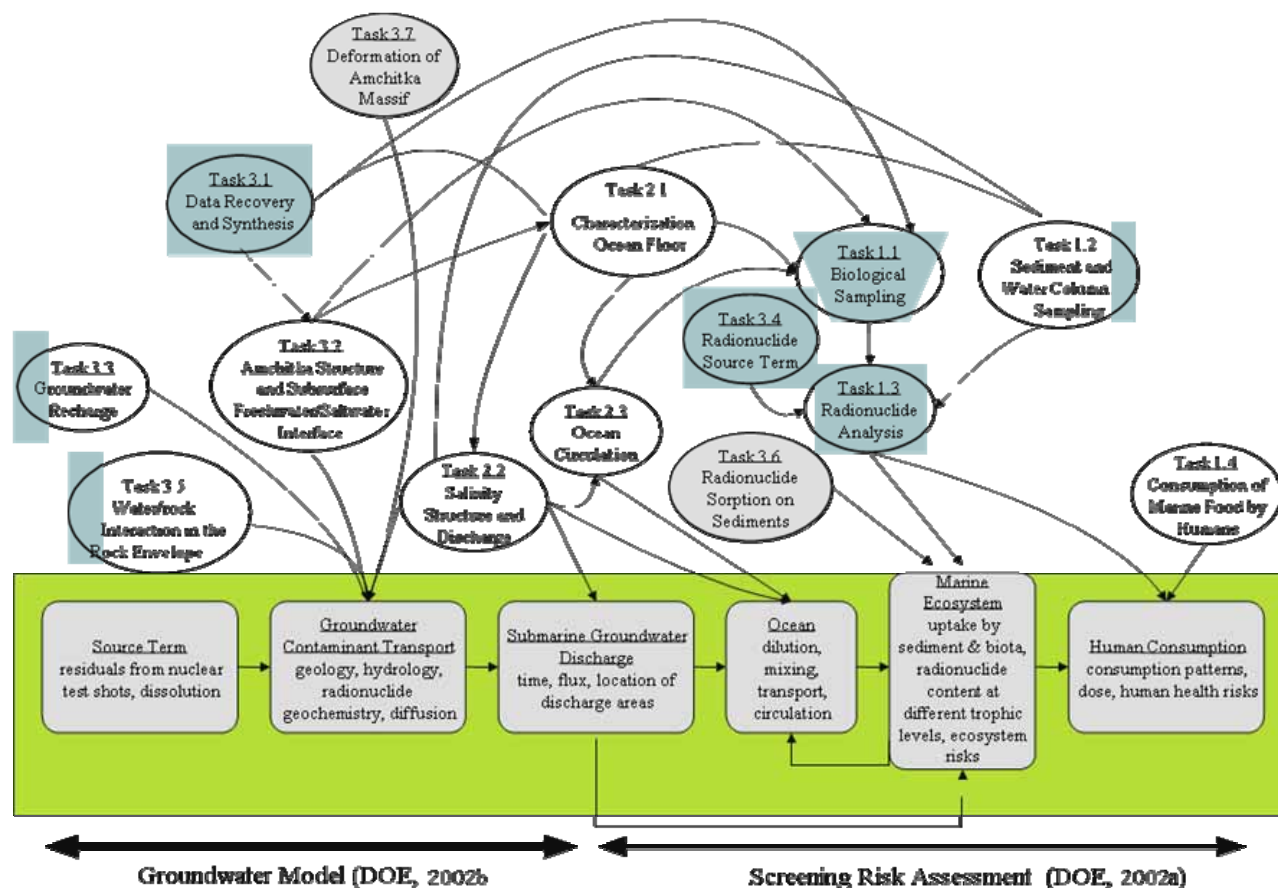 Task 3.7
Deformation of
Amchitka
Massif
Task 3.1
Data Recovery
and Synthesis
Task 2 1
Characterization
Ocean Floor
Task 1.1
Biological
Sampling
Task 1.2
Sediment and
Water Column
Sampling
Task 3.4
Radionuclide
Source Term
Task 3.3
Groundwater
Recharge
Task 3.2
Amchitka Structure
and Subsurface
Freshwater/Saltwater
Interface
Task 1.3
Radionuclide
Analysis
Task 2.3
Ocean
Circulation
Task 3.6
Radionuclide
Sorption on
Sediments
Task 2.2
Salinity
Structure and
Discharge
Task 1.4
Consumption of
Marine Food by
Humans
Task 3.5
Water/rock
Interaction in the
Rock Envelope
Source Term
residuals from nuclear
test shots, dissolution
Groundwater
Contaminant Transport
geology, hydrology,
radionuclide
geochemistry, diffusion
Submarine Groundwater
Discharge
time, flux, location of
discharge areas
Ocean
dilution,
mixing,
transport,
circulation
Marine
Ecosystem
uptake by
sediment & biota,
radionuclide
content at
different trophic
levels, ecosystem
risks
Human Consumption
consumption patterns,
dose, human health risks
Groundwater Model (DOE, 2002b
Screening Risk Assessment (DOE, 2002a)